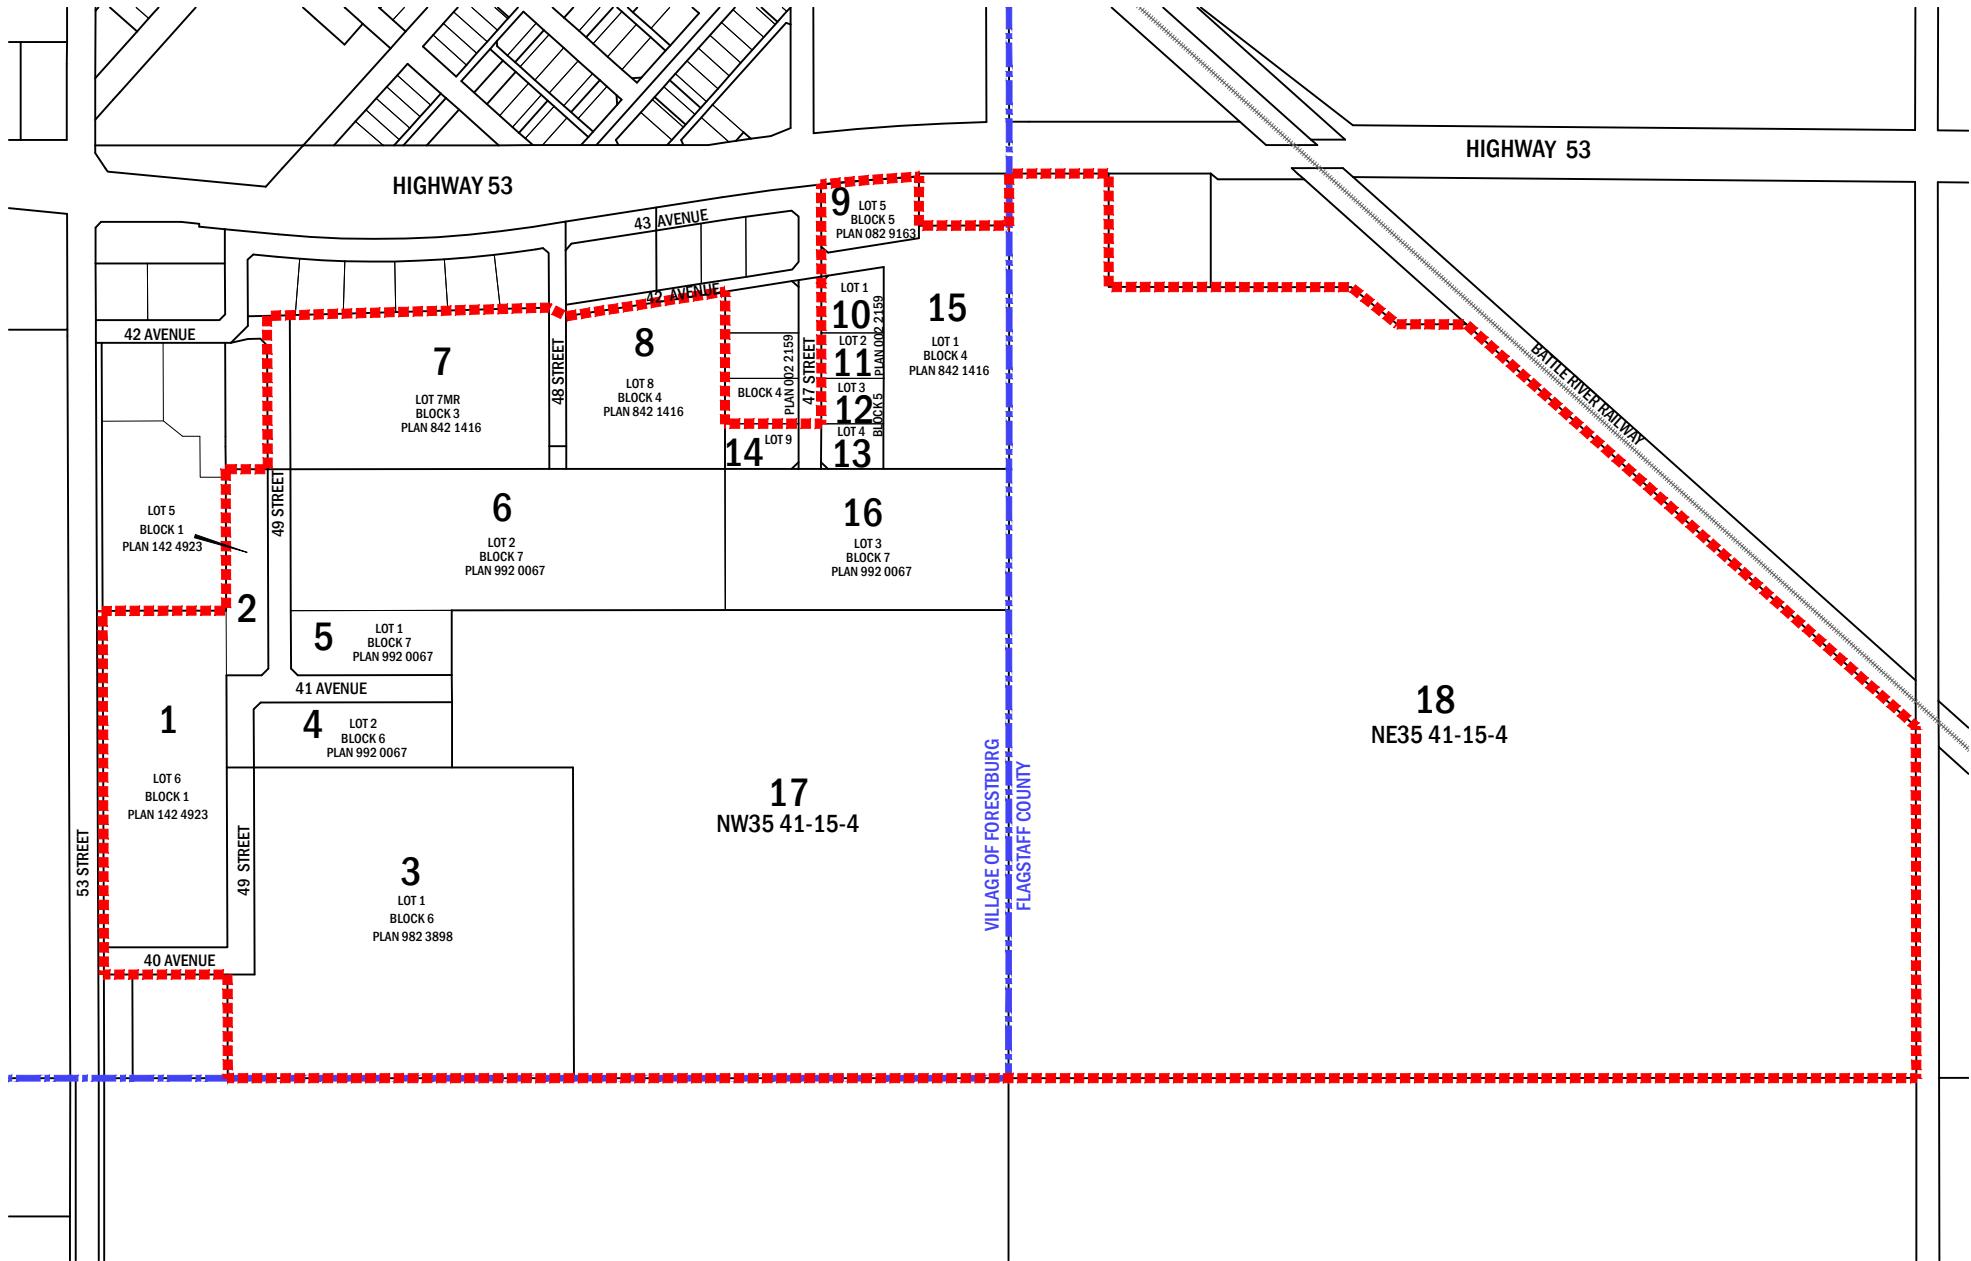 HIGHWAY 53
HIGHWAY 53
43 AVENUE
9
LOT 5
BLOCK 5
PLAN 082 9163
42 AVENUE
42 AVENUE
LOT 1
10
LOT 2
11
LOT 3
12
LOT 4
13
PLAN 002 2159
BLOCK 5
15
LOT 1
BLOCK 4
PLAN 842 1416
7
LOT 7MR
BLOCK 3
PLAN 842 1416
48 STREET
8
LOT 8
BLOCK 4
PLAN 842 1416
BLOCK 4
PLAN 002 2159
47 STREET
14
LOT 9
BATTLE RIVER RAILWAY
LOT 5
BLOCK 1
PLAN 142 4923
49 STREET
2
6
LOT 2
BLOCK 7
PLAN 992 0067
16
LOT 3
BLOCK 7
PLAN 992 0067
5
LOT 1
BLOCK 7
PLAN 992 0067
41 AVENUE
4
LOT 2
BLOCK 6
PLAN 992 0067
1
LOT 6
BLOCK 1
PLAN 142 4923
18
NE35 41-15-4
17
NW35 41-15-4
VILLAGE OF FORESTBURG
FLAGSTAFF COUNTY
53 STREET
49 STREET
3
LOT 1
BLOCK 6
PLAN 982 3898
40 AVENUE